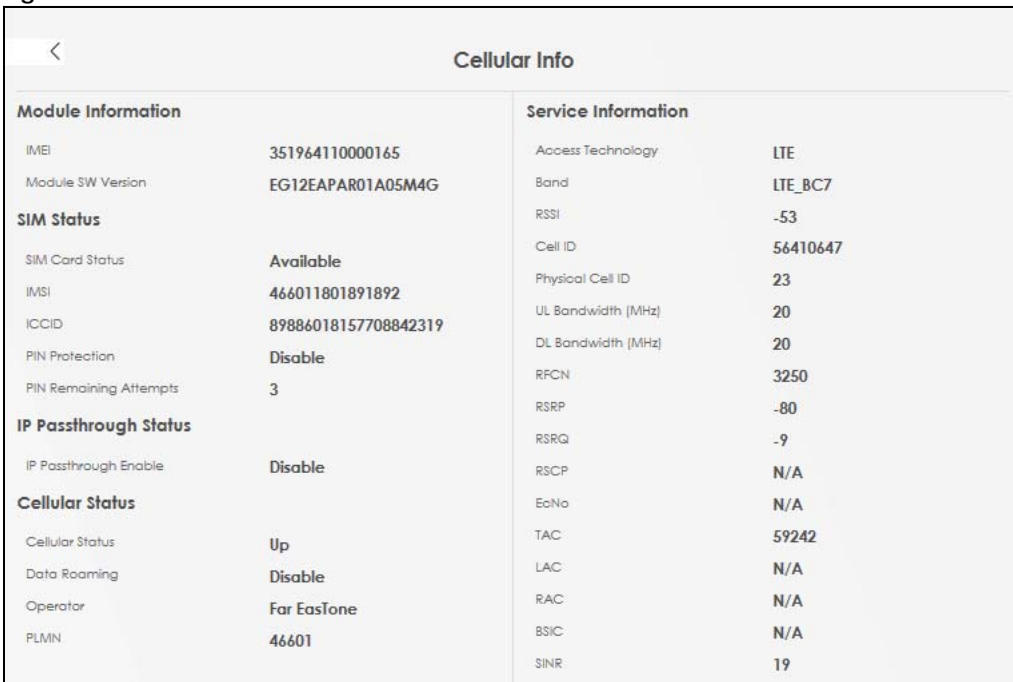 Cellular Info
Module Information
IMEI 351964110000165
Module SW Version EG12EAPAR01A05M4G
SIM Status
SIM Card Status Available
IMSI 466011801891892
ICCID 89886018157708842319
PIN Protection Disable
PIN Remaining Attempts 3
IP Passthrough Status
IP Passthrough Enable Disable
Cellular Status
Cellular Status Up
Data Roaming Disable
Operator Far EasTone
PLMN 46601
Service Information
Access Technology LTE
Band LTE_BC7
RSSI -53
Cell ID 56410647
Physical Cell ID 23
UL Bandwidth (MHz) 20
DL Bandwidth (MHz) 20
RFCN 3250
RSRP -80
RSRQ -9
RSCP N/A
EcNo N/A
TAC 59242
LAC N/A
RAC N/A
BSIC N/A
SINR 19